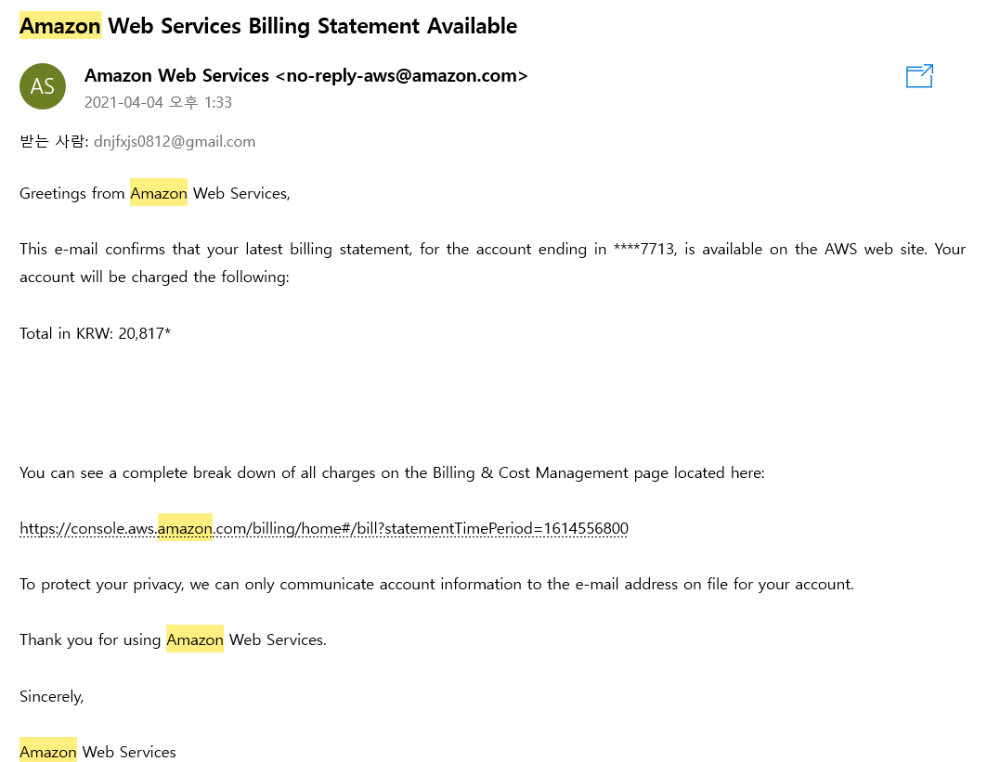 Amazon Web Services Billing Statement Available
AS
Amazon Web Services <no-reply-aws@amazon.com>
2021-04-04 오후 1:33
받는 사람: dnjfxjs0812@gmail.com
Greetings from Amazon Web Services,
This e-mail confirms that your latest billing statement, for the account ending in ****7713, is available on the AWS web site. Your
account will be charged the following:
Total in KRW: 20,817*
You can see a complete break down of all charges on the Billing & Cost Management page located here:
https://console.aws.amazon.com/billing/home#/bill?statementTimePeriod=1614556800
To protect your privacy, we can only communicate account information to the e-mail address on file for your account.
Thank you for using Amazon Web Services.
Sincerely,
Amazon Web Services